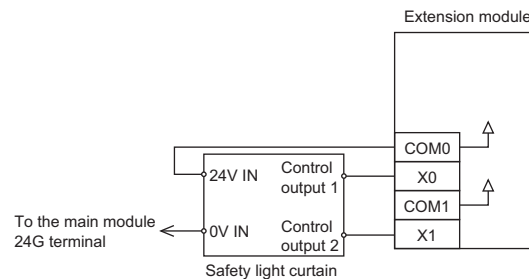 Extension module
COM0
24V IN
Control
output 1
X0
COM1
To the main module
24G terminal
0V IN
Control
output 2
X1
Safety light curtain